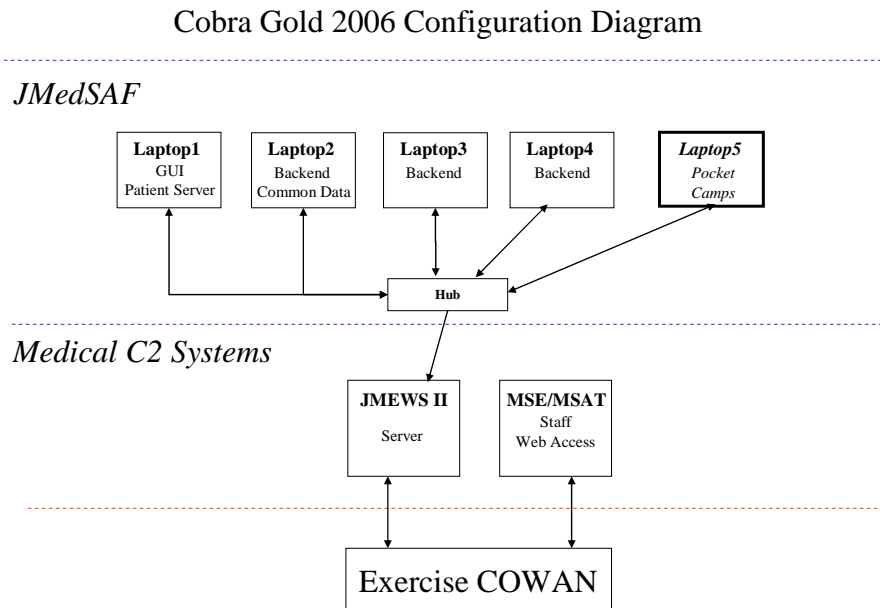 Cobra Gold 2006 Configuration Diagram
JMedSAF
Laptop1
GUI
Patient Server
Laptop2
Backend
Common Data
Laptop3
Backend
Laptop4
Backend
Laptop5
Pocket
Camps
Hub
Medical C2 Systems
JMEWS II
Server
MSE/MSAT
Staff
Web Access
Exercise COWAN